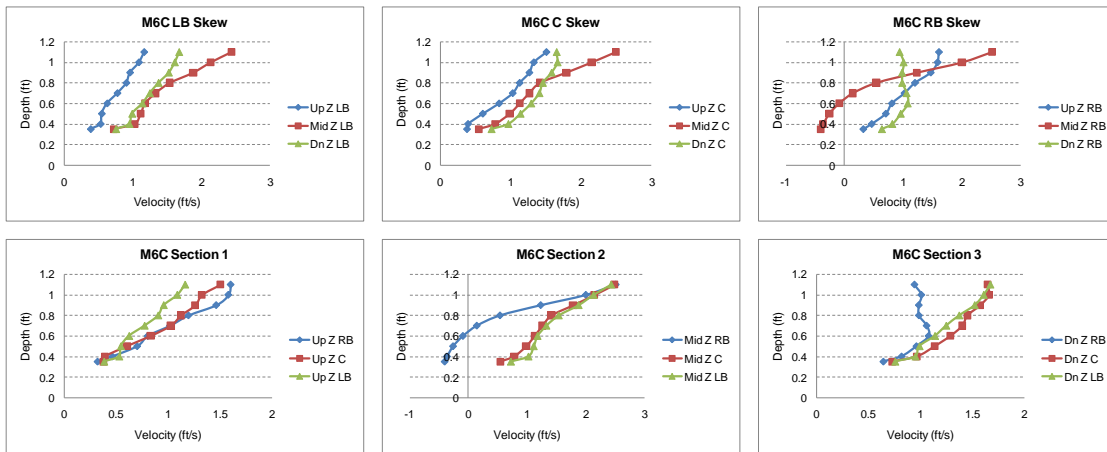 M6C LB Skew
1.2
1
0.8
0.6
0.4
0.2
0
Depth (ft)
0 1 2 3
Velocity (ft/s)
Up Z LB
Mid Z LB
Dn Z LB
M6C C Skew
1.2
1
0.8
0.6
0.4
0.2
0
Depth (ft)
0 1 2 3
Velocity (ft/s)
Up Z C
Mid Z C
Dn Z C
M6C RB Skew
1.2
1
0.8
0.6
0.4
0.2
0
Depth (ft)
-1 0 1 2 3
Velocity (ft/s)
Up Z RB
Mid Z RB
Dn Z RB
M6C Section 1
1.2
1
0.8
0.6
0.4
0.2
0
Depth (ft)
0 0.5 1 1.5 2
Velocity (ft/s)
Up Z RB
Up Z C
Up Z LB
M6C Section 2
1.2
1
0.8
0.6
0.4
0.2
0
Depth (ft)
-1 0 1 2 3
Velocity (ft/s)
Mid Z RB
Mid Z C
Mid Z LB
M6C Section 3
1.2
1
0.8
0.6
0.4
0.2
0
Depth (ft)
0 0.5 1 1.5 2
Velocity (ft/s)
Dn Z RB
Dn Z C
Dn Z LB